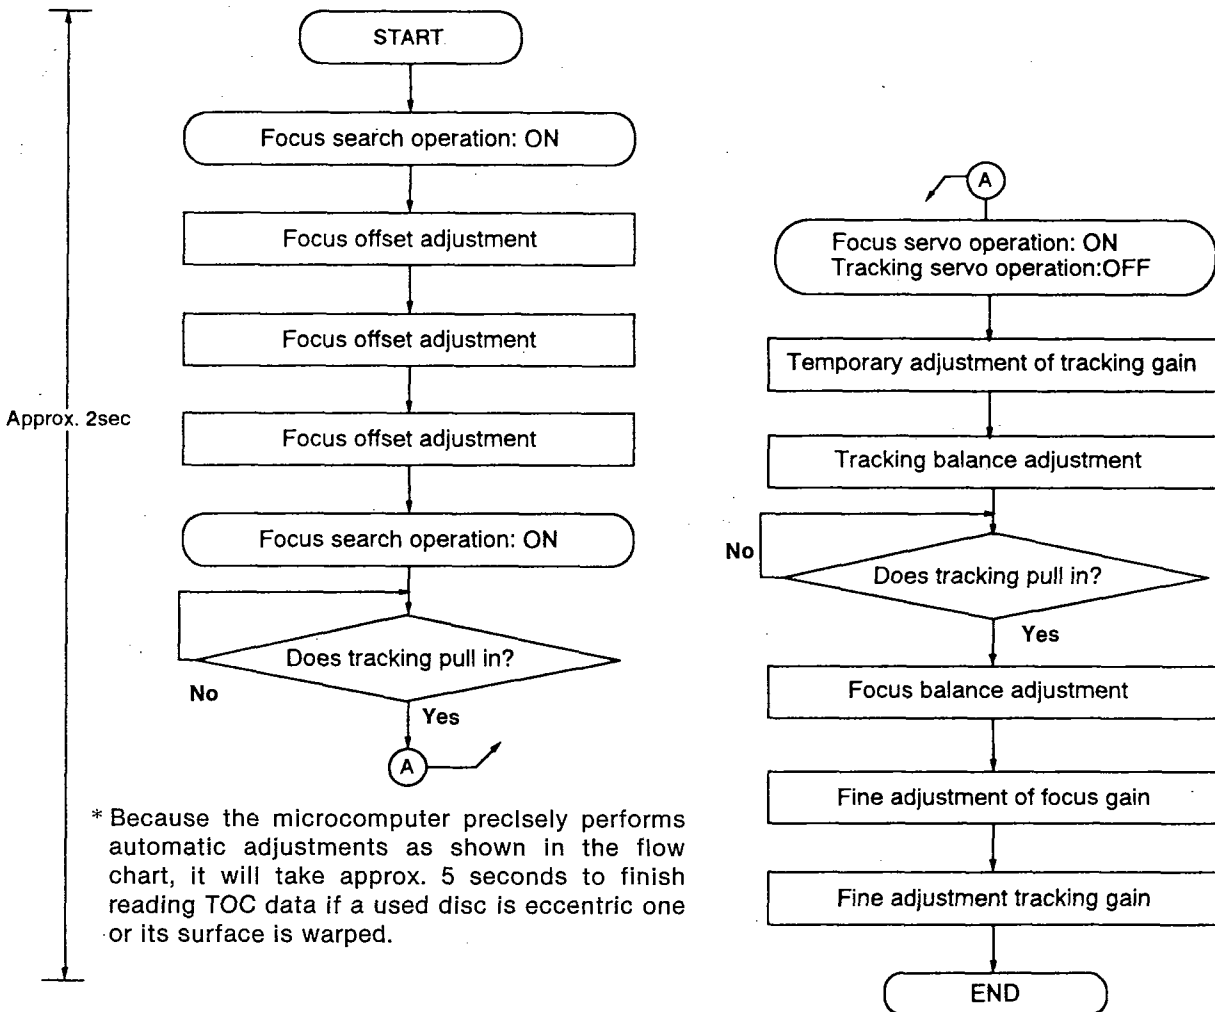 START
Focus search operation: ON
Focus offset adjustment
Focus offset adjustment
Approx. 2sec
Focus offset adjustment
Focus search operation: ON
Does tracking pull in?
No
Yes
A
* Because the microcomputer precisely performs
automatic adjustments as shown in the flow
chart, it will take approx. 5 seconds to finish
reading TOC data if a used disc is eccentric one
or its surface is warped.
A
Focus servo operation: ON
Tracking servo operation:OFF
Temporary adjustment of tracking gain
Tracking balance adjustment
No
Does tracking pull in?
Yes
Focus balance adjustment
Fine adjustment of focus gain
Fine adjustment tracking gain
END